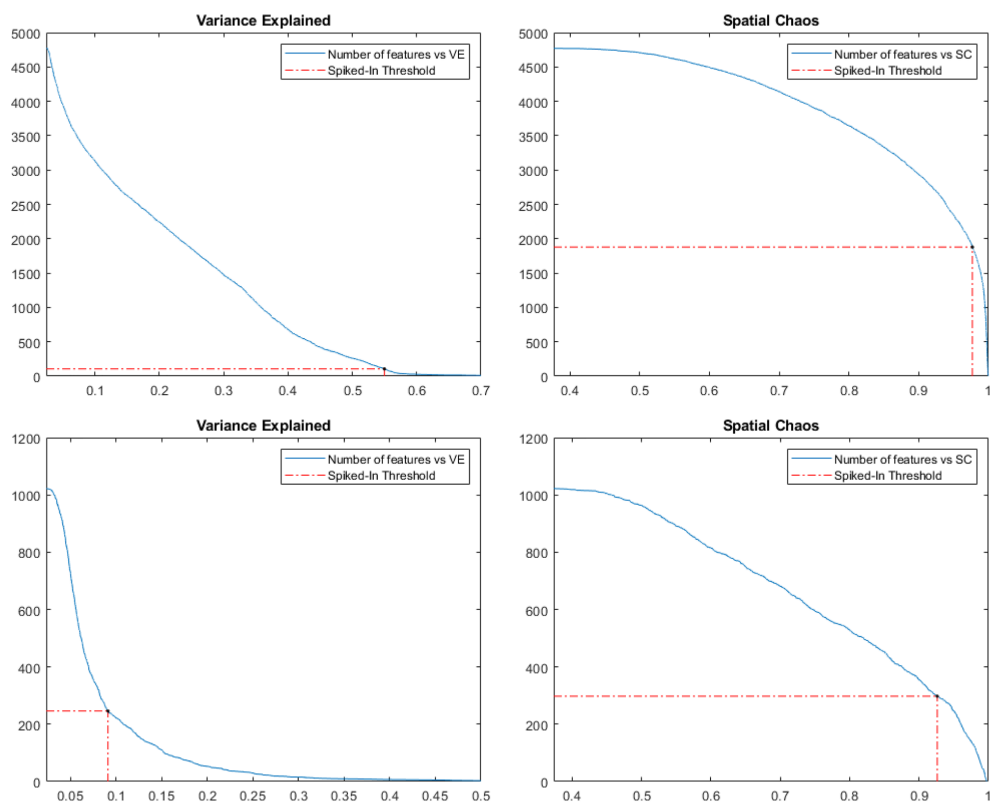 Variance Explained
5000
4500
4000
3500
3000
2500
2000
1500
1000
500
0
0.1 0.2 0.3 0.4 0.5 0.6 0.7
Number of features vs VE
Spiked-In Threshold
Spatial Chaos
5000
4500
4000
3500
3000
2500
2000
1500
1000
500
0
0.4 0.5 0.6 0.7 0.8 0.9 1
Number of features vs SC
Spiked-In Threshold
Variance Explained
1200
1000
800
600
400
200
0
0.05 0.1 0.15 0.2 0.25 0.3 0.35 0.4 0.45 0.5
Number of features vs VE
Spiked-In Threshold
Spatial Chaos
1200
1000
800
600
400
200
0
0.4 0.5 0.6 0.7 0.8 0.9 1
Number of features vs SC
Spiked-In Threshold